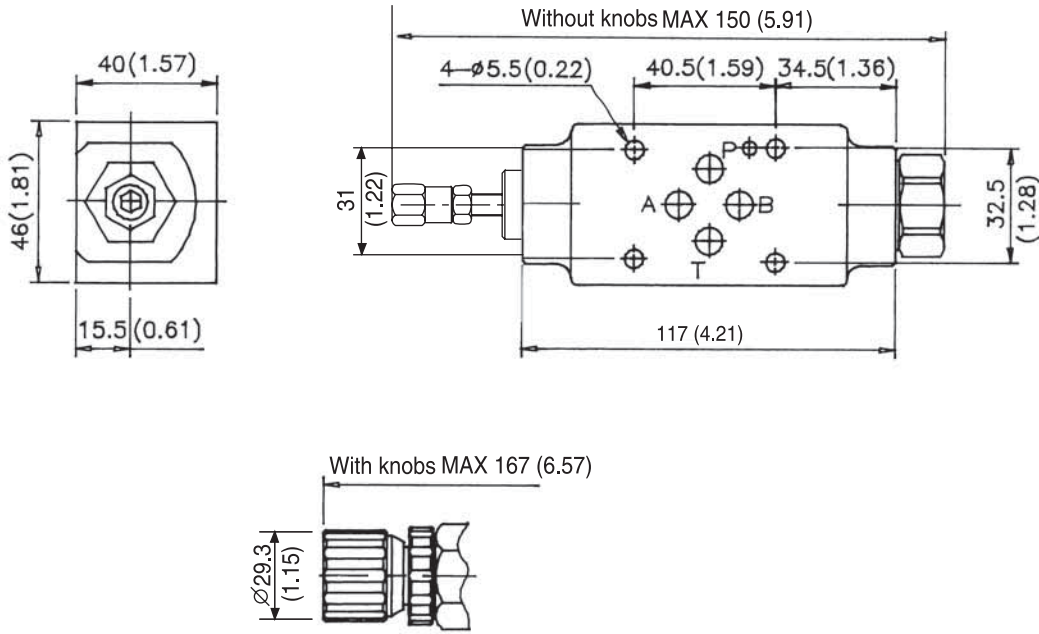 Without knobs MAX 150 (5.91)
40(1.57)
4-ø5.5(0.22)
40.5(1.59)
34.5(1.36)
46(1.81)
31
(1.22)
P
A
B
T
32.5
(1.28)
15.5(0.61)
117 (4.21)
With knobs MAX 167 (6.57)
Ø29.3
(1.15)